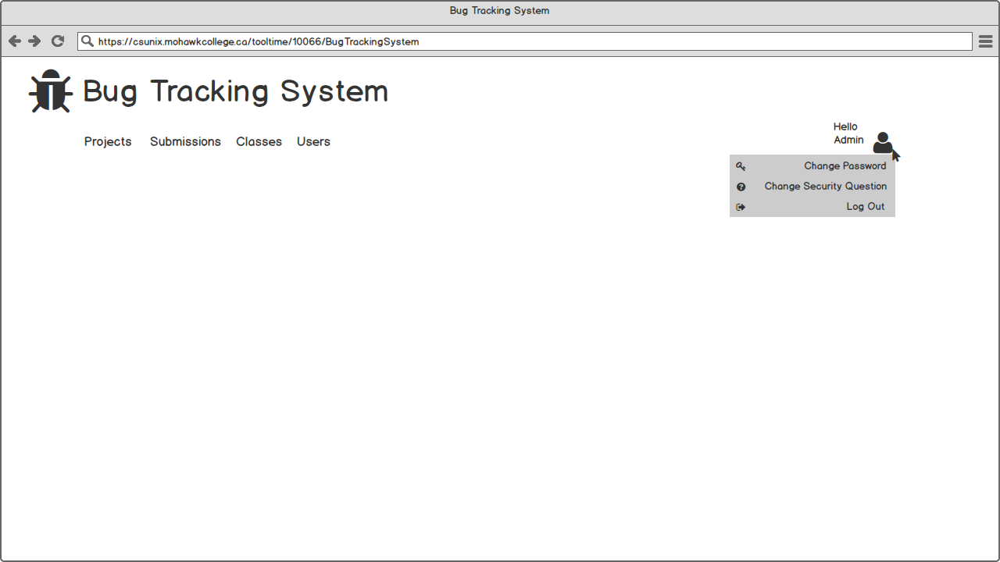 Bug Tracking System
https://csunix.mohawkcollege.ca/tooltime/10066/BugTrackingSystem
Bug Tracking System
Projects Submissions Classes Users
Hello
Admin
Change Password
Change Security Question
Log Out